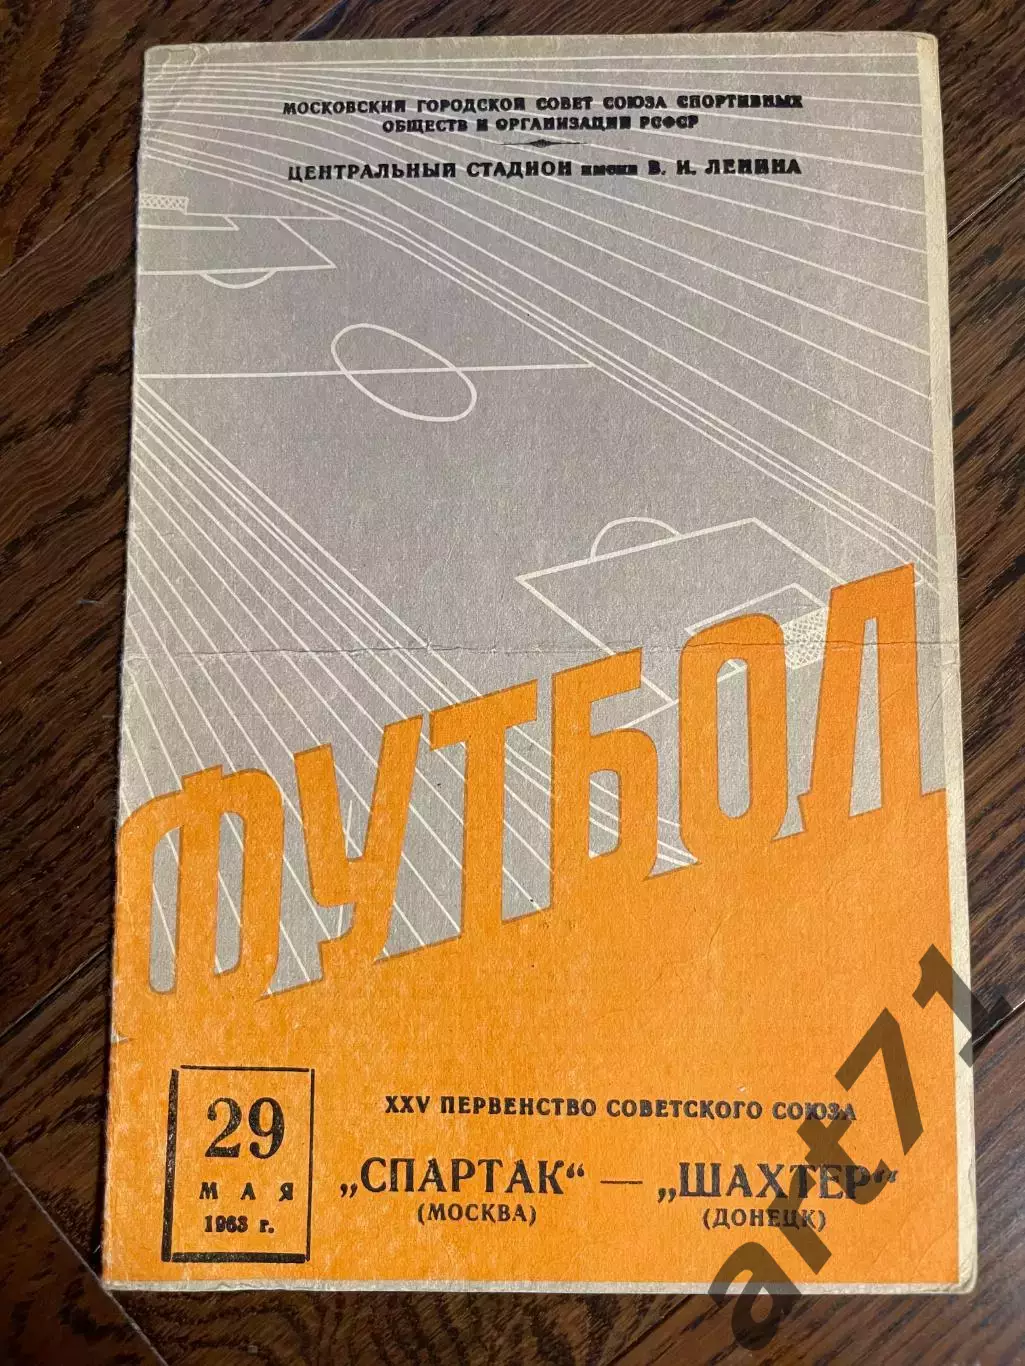 МОСКОВСКИЙ ГОРОДСКОЙ СОВЕТ СОЮЗА СПОРТИВНЫХ
ОБЩЕСТВ И ОРГАНИЗАЦИЙ РСФСР
ЦЕНТРАЛЬНЫЙ СТАДИОН имени В. И. ЛЕНИНА
ФУТБОЛ
29
МАЯ
1963 г.
XXV ПЕРВЕНСТВО СОВЕТСКОГО СОЮЗА
„СПАРТАК“ — „ШАХТЕР“
(МОСКВА) (ДОНЕЦК)
art71